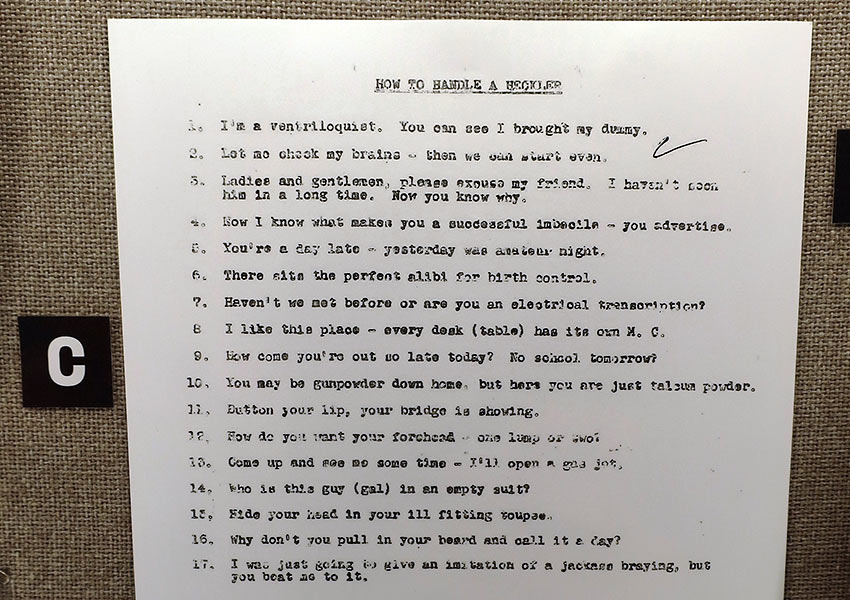 HOW TO HANDLE A HECKLER
1. I'm a ventriloquist. You can see I brought my dummy.
2. Let me check my brains - then we can start even.
3. Ladies and gentlemen, please excuse my friend. I haven't seen
him in a long time. Now you know why.
4. Now I know what makes you a successful imbecile - you advertise.
5. You're a day late - yesterday was amateur night.
6. There sits the perfect alibi for birth control.
7. Haven't we met before or are you an electrical transcription?
8 I like this place - every desk (table) has its own M. C.
9. How come you're out so late today? No school tomorrow?
10. You may be gunpowder down home, but here you are just talcum powder.
C
11. Button your lip, your bridge is showing.
12. How do you want your forehead - one lump or two?
13. Come up and see me some time - I'll open a gas jet.
14. Who is this guy (gal) in an empty suit?
15. Hide your head in your ill fitting toupee.
16. Why don't you pull in your beard and call it a day?
17. I was just going to give an imitation of a jackass braying, but
you beat me to it.